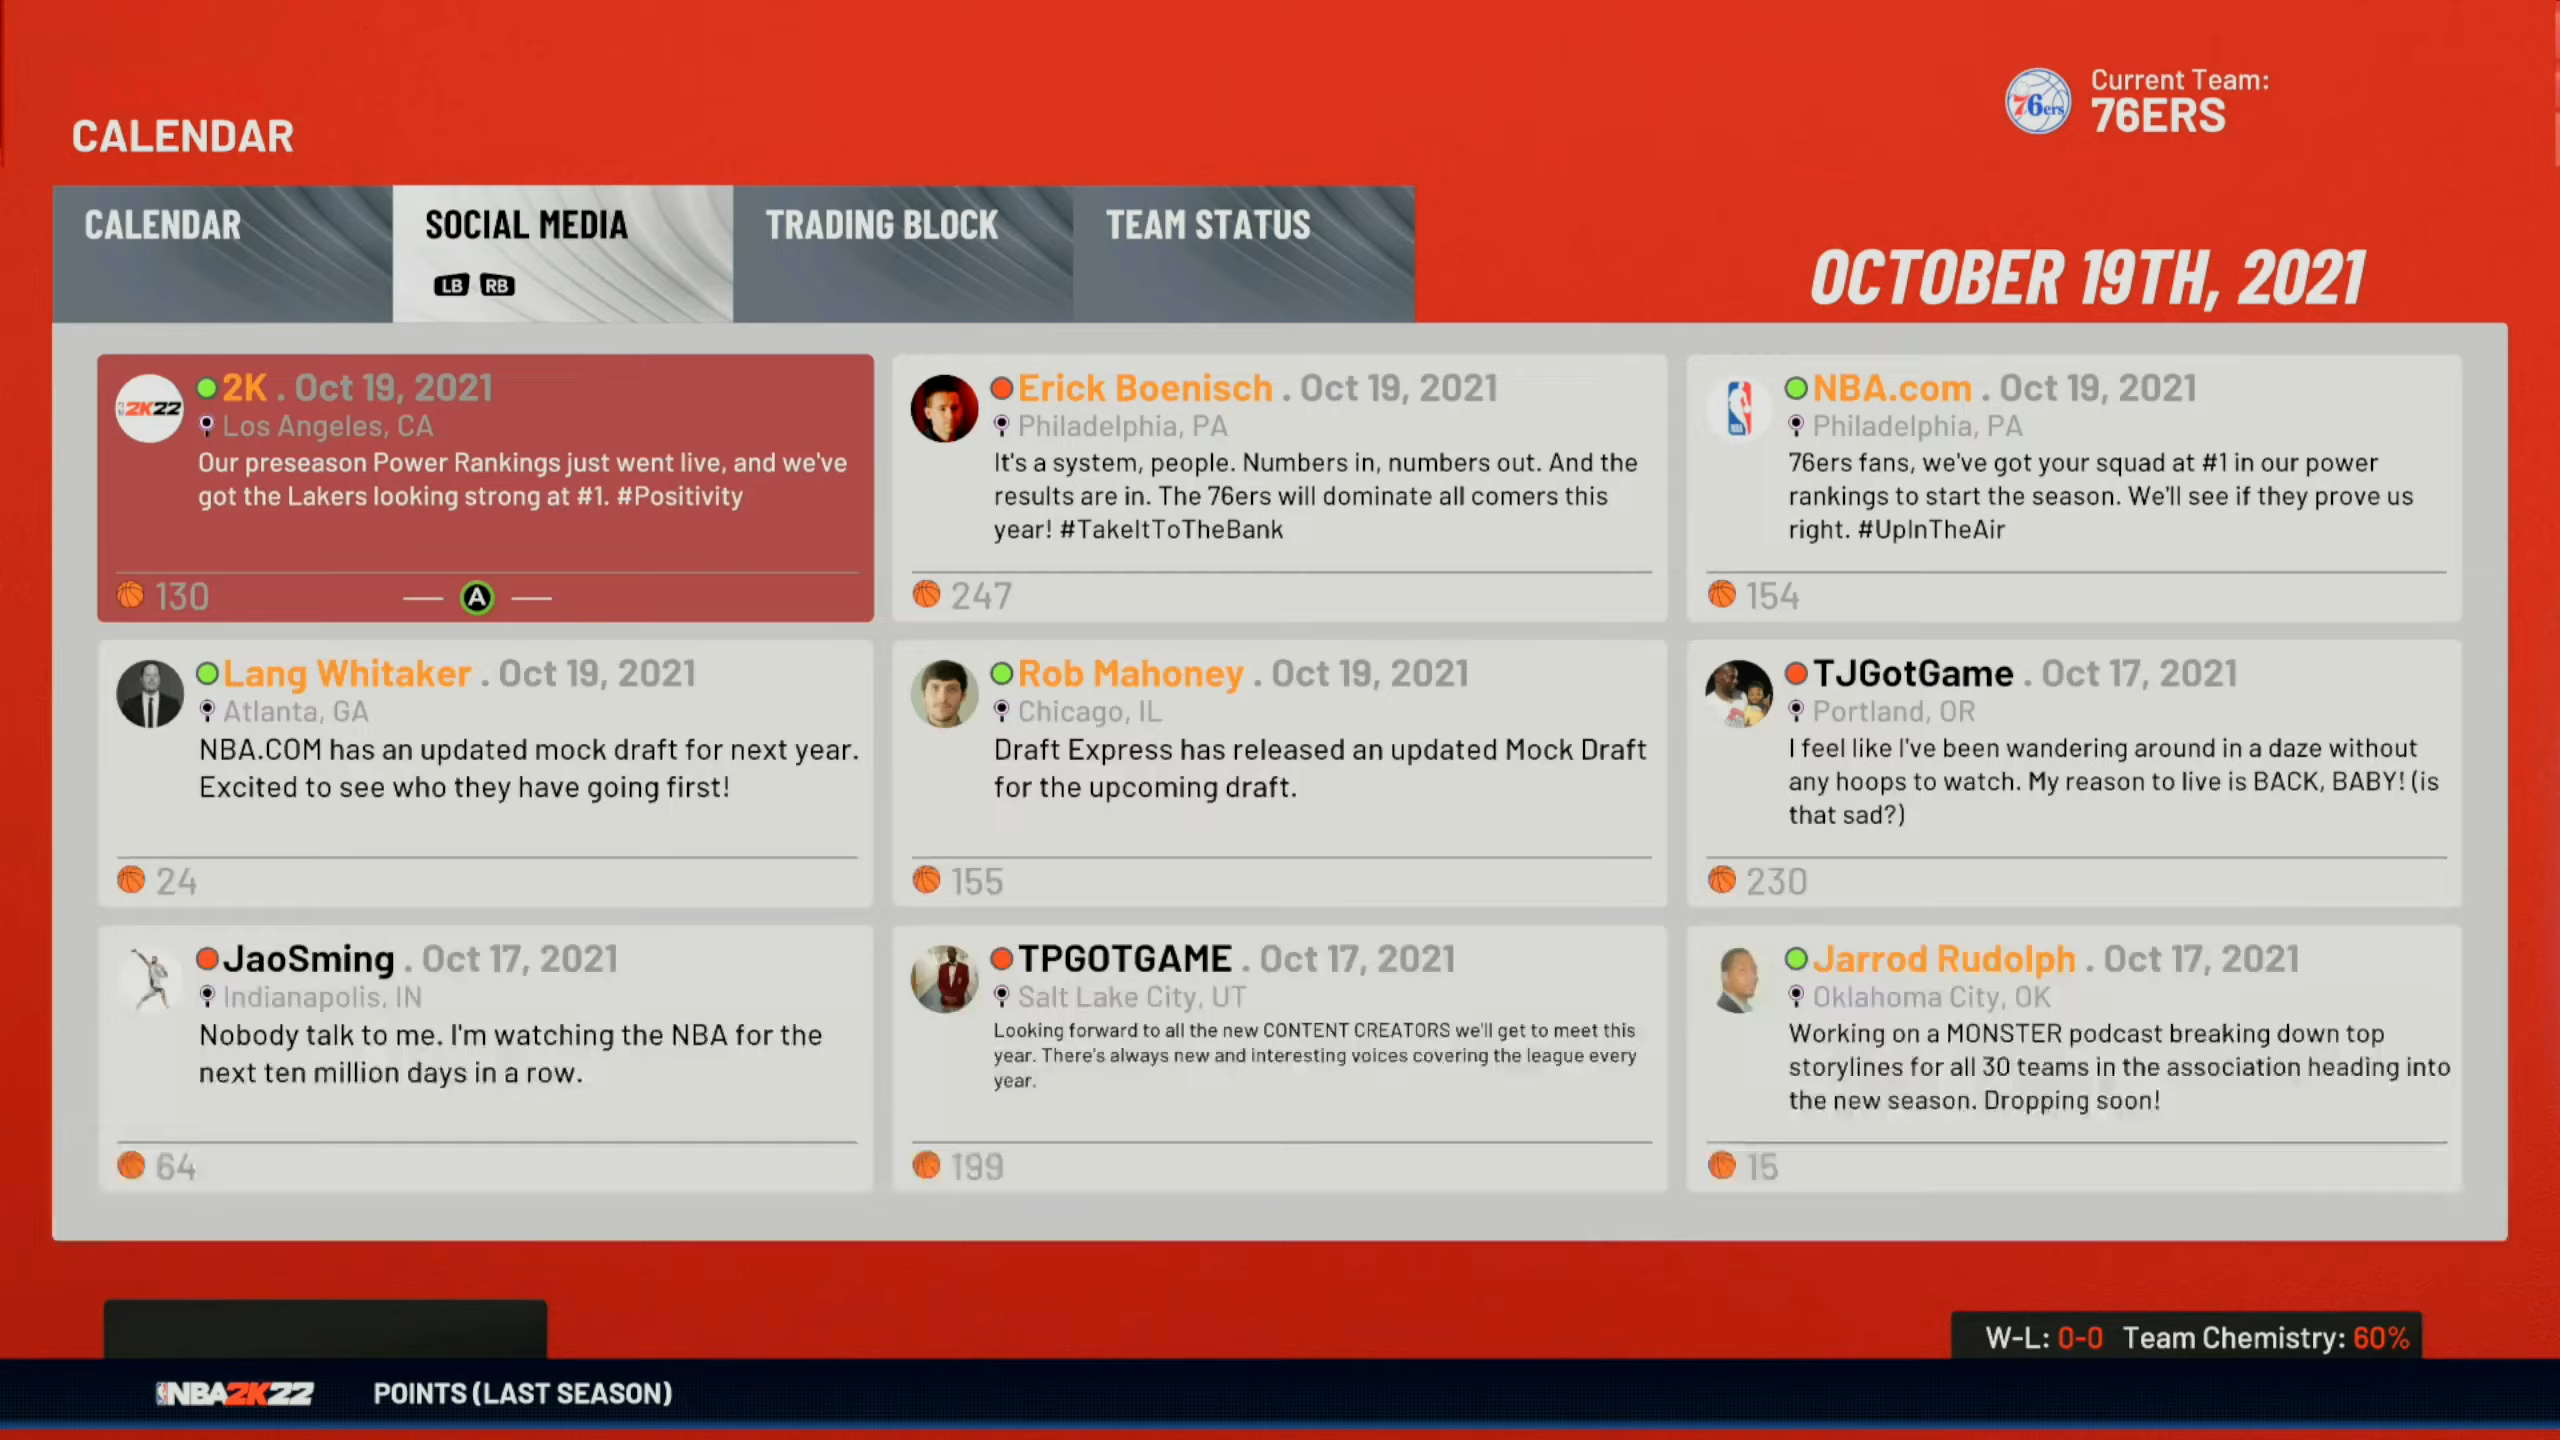 Current Team:
76ers
76ERS
CALENDAR
CALENDAR
SOCIAL MEDIA
TRADING BLOCK
TEAM STATUS
LB RB
OCTOBER 19TH, 2021
2K22
2K . Oct 19, 2021
Los Angeles, CA
Our preseason Power Rankings just went live, and we've
got the Lakers looking strong at #1. #Positivity
130
A
Erick Boenisch . Oct 19, 2021
Philadelphia, PA
It's a system, people. Numbers in, numbers out. And the
results are in. The 76ers will dominate all comers this
year! #TakeItToTheBank
247
NBA.com . Oct 19, 2021
Philadelphia, PA
76ers fans, we've got your squad at #1 in our power
rankings to start the season. We'll see if they prove us
right. #UpInTheAir
154
Lang Whitaker . Oct 19, 2021
Atlanta, GA
NBA.COM has an updated mock draft for next year.
Excited to see who they have going first!
24
Rob Mahoney . Oct 19, 2021
Chicago, IL
Draft Express has released an updated Mock Draft
for the upcoming draft.
155
TJGotGame . Oct 17, 2021
Portland, OR
I feel like I've been wandering around in a daze without
any hoops to watch. My reason to live is BACK, BABY! (is
that sad?)
230
JaoSming . Oct 17, 2021
Indianapolis, IN
Nobody talk to me. I'm watching the NBA for the
next ten million days in a row.
64
TPGOTGAME . Oct 17, 2021
Salt Lake City, UT
Looking forward to all the new CONTENT CREATORS we'll get to meet this
year. There's always new and interesting voices covering the league every
year.
199
Jarrod Rudolph . Oct 17, 2021
Oklahoma City, OK
Working on a MONSTER podcast breaking down top
storylines for all 30 teams in the association heading into
the new season. Dropping soon!
15
W-L: 0-0 Team Chemistry: 60%
NBA2K22 POINTS (LAST SEASON)